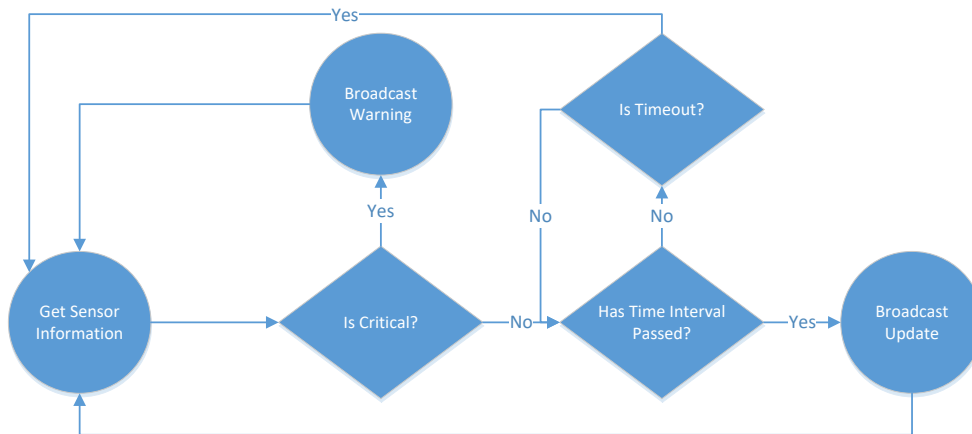 Yes
Broadcast
Warning
Is Timeout?
Yes
No
No
Get Sensor
Information
Is Critical?
No
Has Time Interval
Passed?
Yes
Broadcast
Update